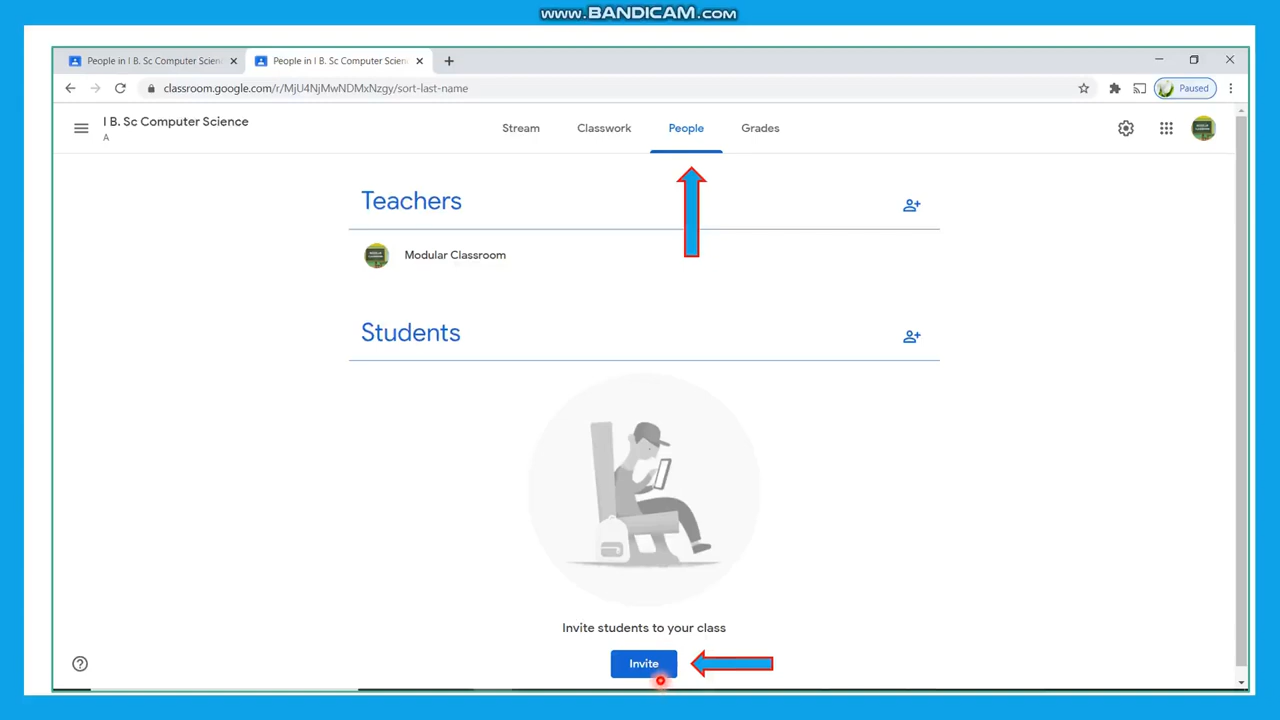 www.BANDICAM.com
People in I B. Sc Computer Scien
People in I B. Sc Computer Scien
classroom.google.com/r/MjU4NjMwNDMxNzgy/sort-last-name
Paused
I B. Sc Computer Science
A
Stream
Classwork
People
Grades
Teachers
Modular Classroom
Students
Invite students to your class
Invite